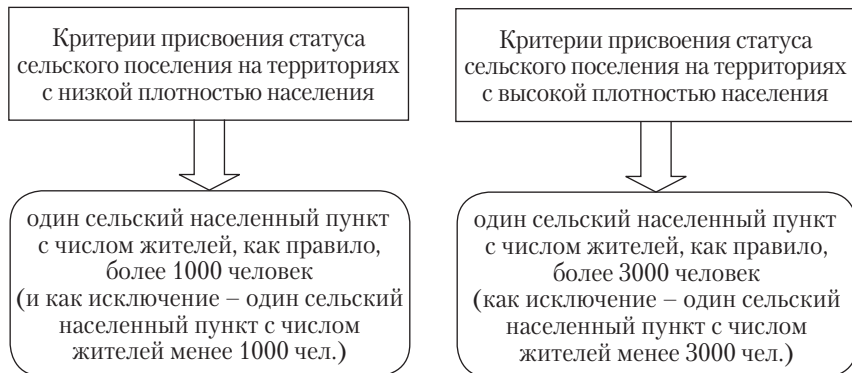 Критерии присвоения статуса
сельского поселения на территориях
с низкой плотностью населения
один сельский населенный пункт
с числом жителей, как правило,
более 1000 человек
(и как исключение – один сельский
населенный пункт с числом
жителей менее 1000 чел.)
Критерии присвоения статуса
сельского поселения на территориях
с высокой плотностью населения
один сельский населенный пункт
с числом жителей, как правило,
более 3000 человек
(как исключение – один сельский
населенный пункт с числом
жителей менее 3000 чел.)